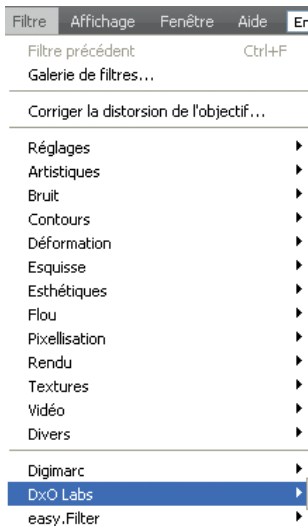 Filtre Affichage Fenêtre Aide
Filtre précédent Ctrl+F
Galerie de filtres...
Corriger la distorsion de l'objectif...
Réglages
Artistiques
Bruit
Contours
Déformation
Esquisse
Esthétiques
Flou
Pixellisation
Rendu
Textures
Vidéo
Divers
Digimarc
DxO Labs
easy.Filter